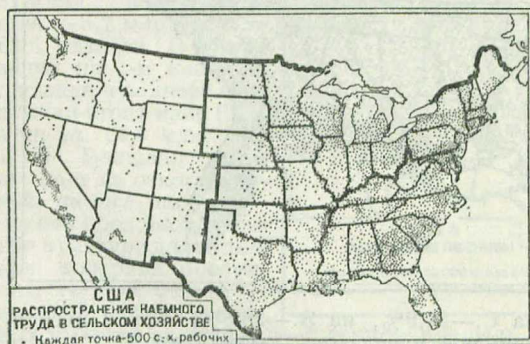 США
РАСПРОСТРАНЕНИЕ НАЕМНОГО
ТРУДА В СЕЛЬСКОМ ХОЗЯЙСТВЕ
• Каждая точка-500 с.х. рабочих